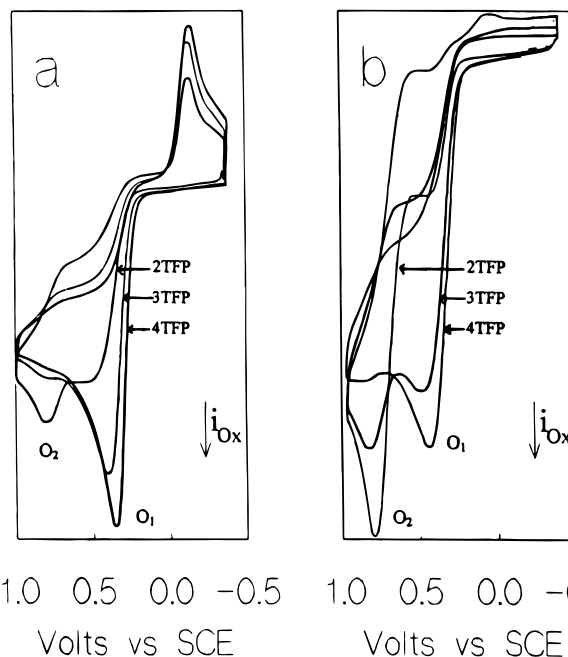 a
b
2TFP
3TFP
4TFP
2TFP
3TFP
4TFP
iOx
iOx
O2
O1
O1
O2
1.0 0.5 0.0 -0.5
1.0 0.5 0.0 -0
Volts vs SCE
Volts vs SCE